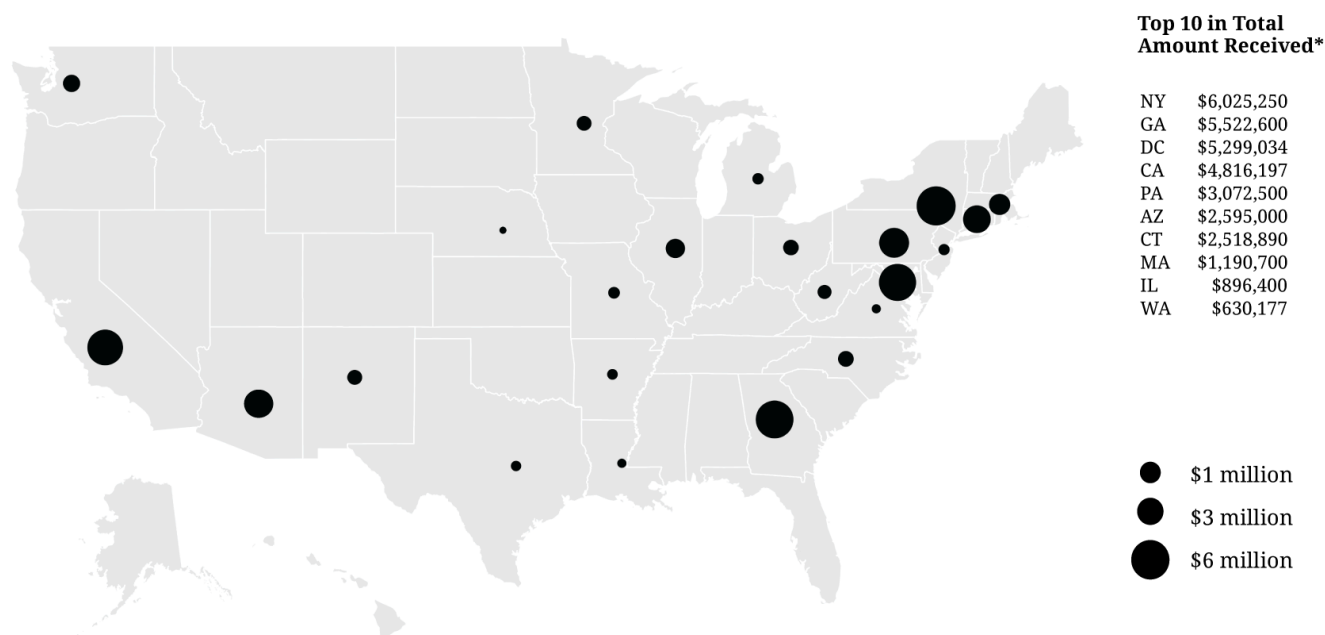 Top 10 in Total
Amount Received*
NY $6,025,250
GA $5,522,600
DC $5,299,034
CA $4,816,197
PA $3,072,500
AZ $2,595,000
CT $2,518,890
MA $1,190,700
IL $896,400
WA $630,177
$1 million
$3 million
$6 million